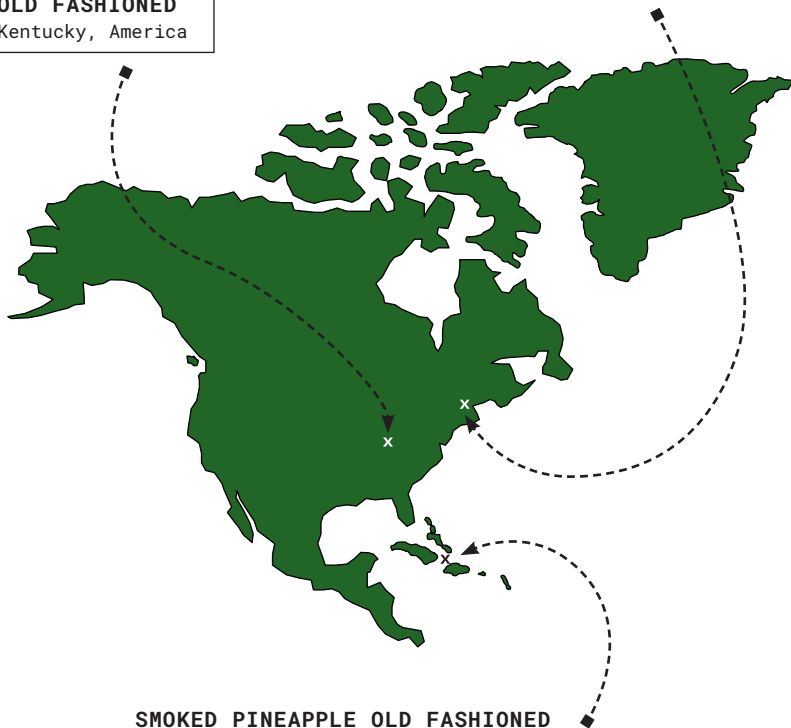 OLD FASHIONED
Kentucky, America
x
x
x
SMOKED PINEAPPLE OLD FASHIONED